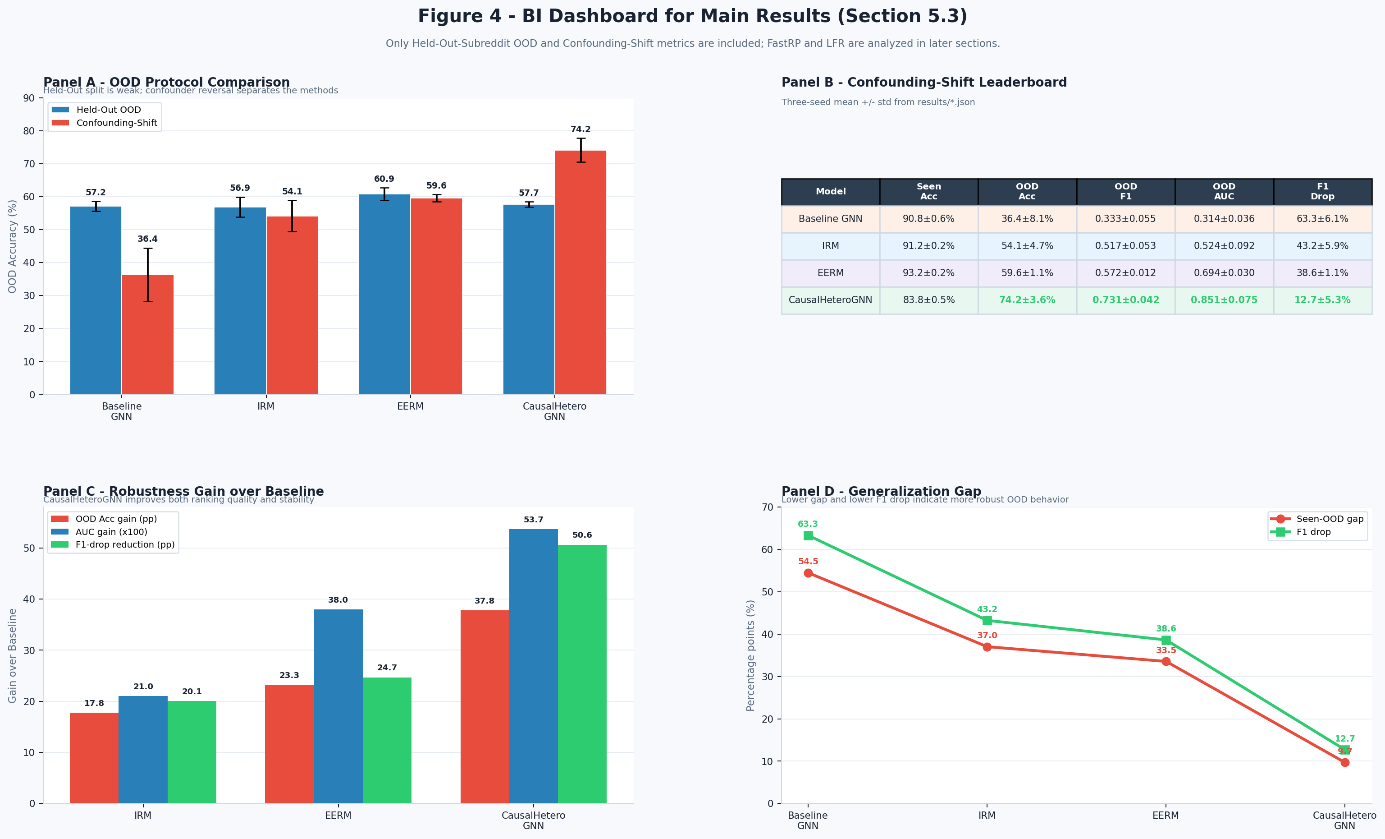 Figure 4 - BI Dashboard for Main Results (Section 5.3)
Only Held-Out-Subreddit OOD and Confounding-Shift metrics are included; FastRP and LFR are analyzed in later sections.
Panel A - OOD Protocol Comparison
Held-Out split is weak; confounder reversal separates the methods
Held-Out OOD
Confounding-Shift
OOD Accuracy (%)
90
80
70
60
50
40
30
20
10
0
57.2
36.4
56.9
54.1
60.9
59.6
57.7
74.2
Baseline
GNN
IRM
EERM
CausalHetero
GNN
Panel B - Confounding-Shift Leaderboard
Three-seed mean +/- std from results/*.json
Model Seen Acc OOD Acc OOD F1 OOD AUC F1 Drop
Baseline GNN 90.8±0.6% 36.4±8.1% 0.333±0.055 0.314±0.036 63.3±6.1%
IRM 91.2±0.2% 54.1±4.7% 0.517±0.053 0.524±0.092 43.2±5.9%
EERM 93.2±0.2% 59.6±1.1% 0.572±0.012 0.694±0.030 38.6±1.1%
CausalHeteroGNN 83.8±0.5% 74.2±3.6% 0.731±0.042 0.851±0.075 12.7±5.3%
Panel C - Robustness Gain over Baseline
CausalHeteroGNN improves both ranking quality and stability
OOD Acc gain (pp)
AUC gain (x100)
F1-drop reduction (pp)
Gain over Baseline
50
40
30
20
10
0
17.8
21.0
20.1
23.3
38.0
24.7
37.8
53.7
50.6
IRM
EERM
CausalHetero
GNN
Panel D - Generalization Gap
Lower gap and lower F1 drop indicate more robust OOD behavior
Seen-OOD gap
F1 drop
Percentage points (%)
70
60
50
40
30
20
10
0
63.3
54.5
43.2
37.0
38.6
33.5
12.7
Baseline
GNN
IRM
EERM
CausalHetero
GNN